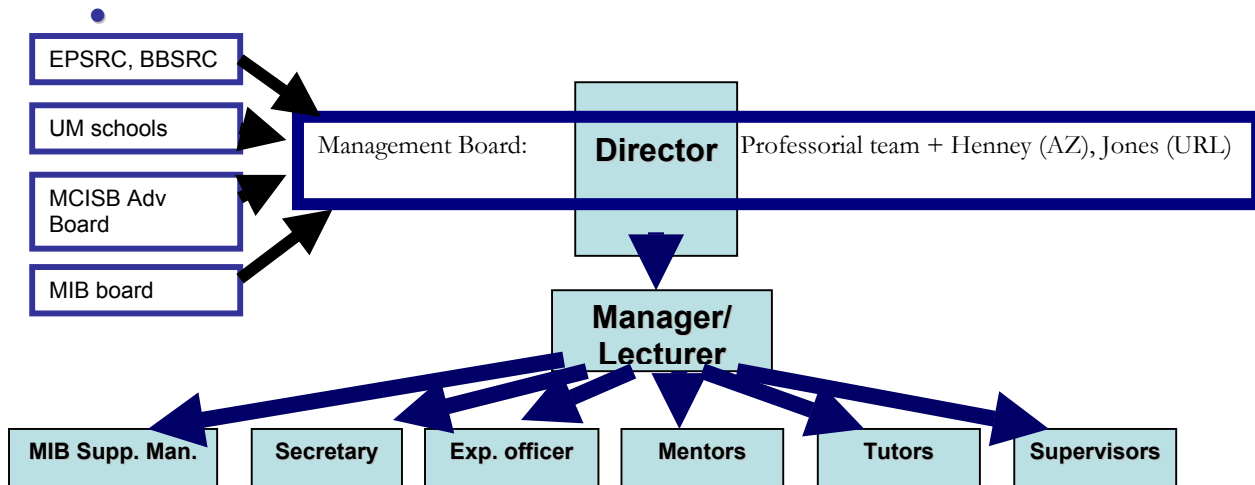 EPSRC, BBSRC
UM schools
MCISB Adv
Board
MIB board
Management Board:
Director
Professorial team + Henney (AZ), Jones (URL)
Manager/
Lecturer
MIB Supp. Man.
Secretary
Exp. officer
Mentors
Tutors
Supervisors